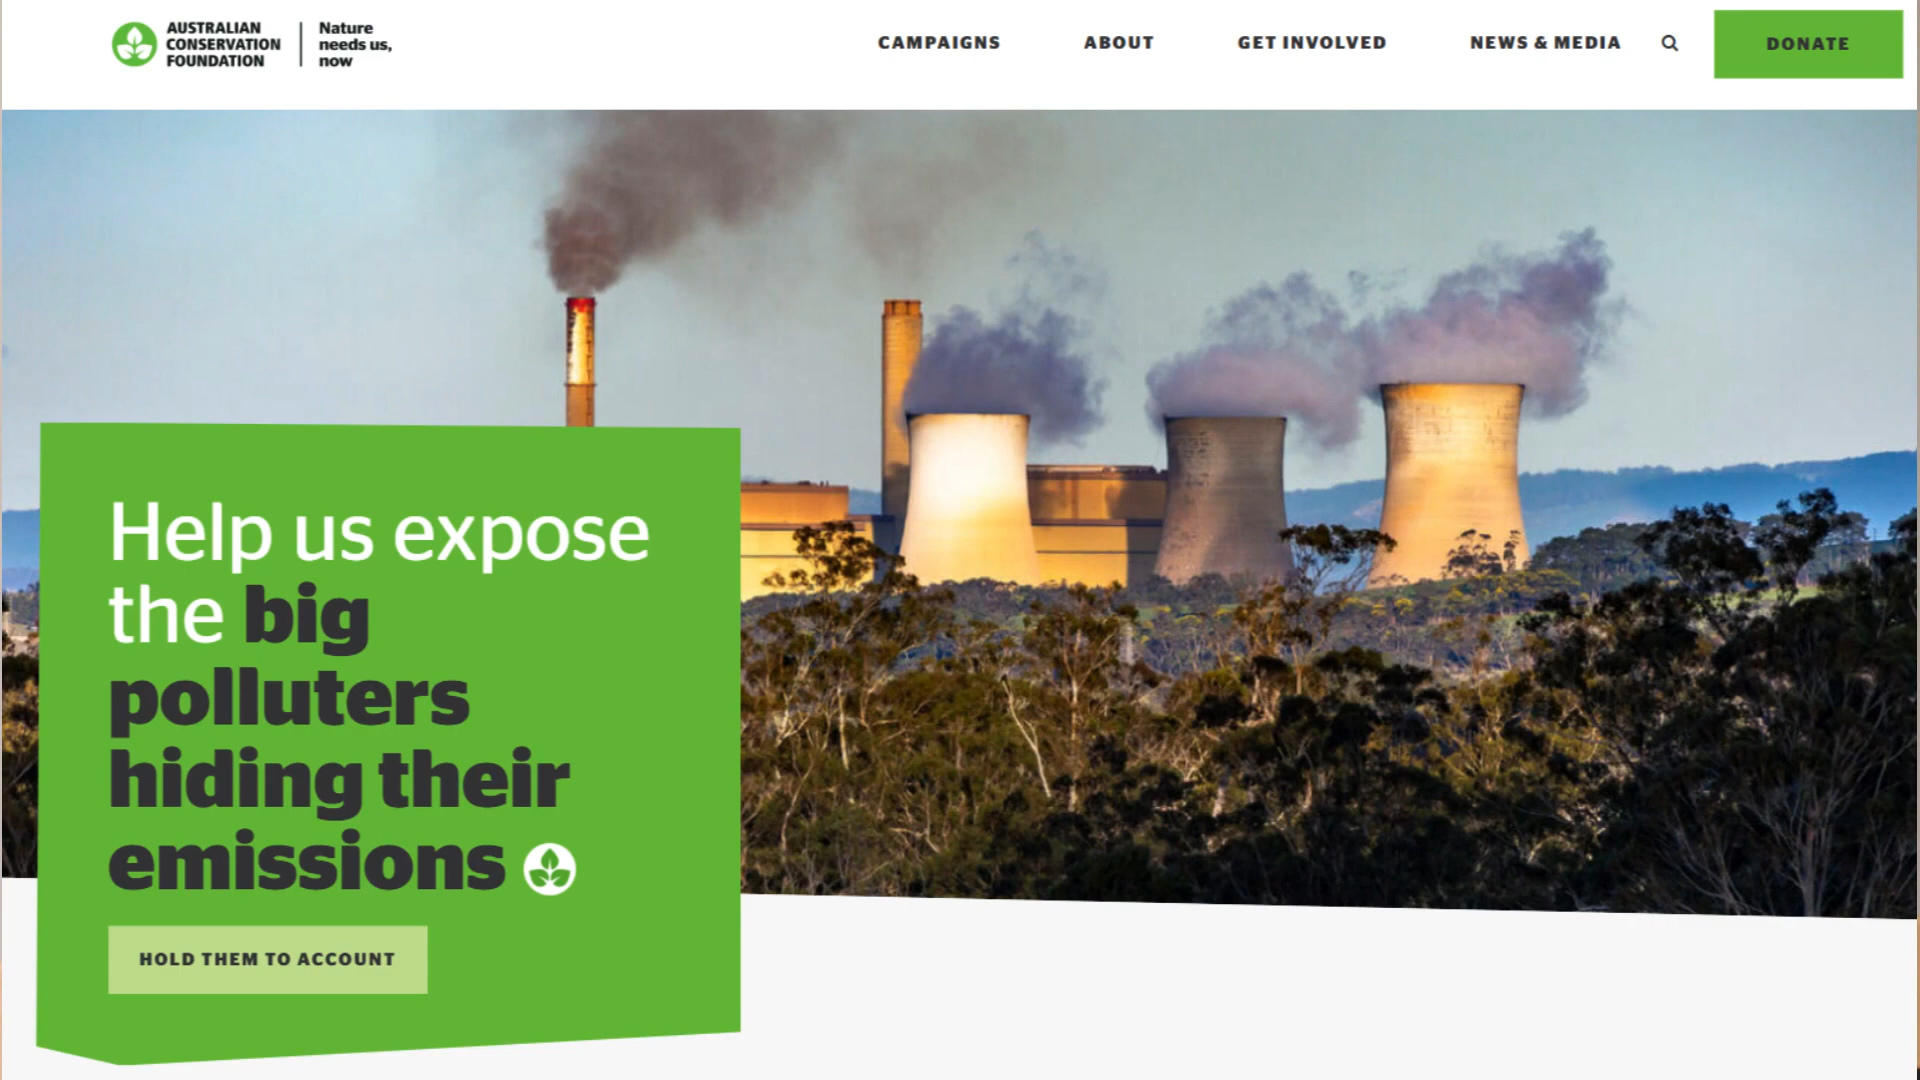 AUSTRALIAN
CONSERVATION
FOUNDATION
Nature
needs us,
now
CAMPAIGNS
ABOUT
GET INVOLVED
NEWS & MEDIA
DONATE
Help us expose
the big
polluters
hiding their
emissions
HOLD THEM TO ACCOUNT